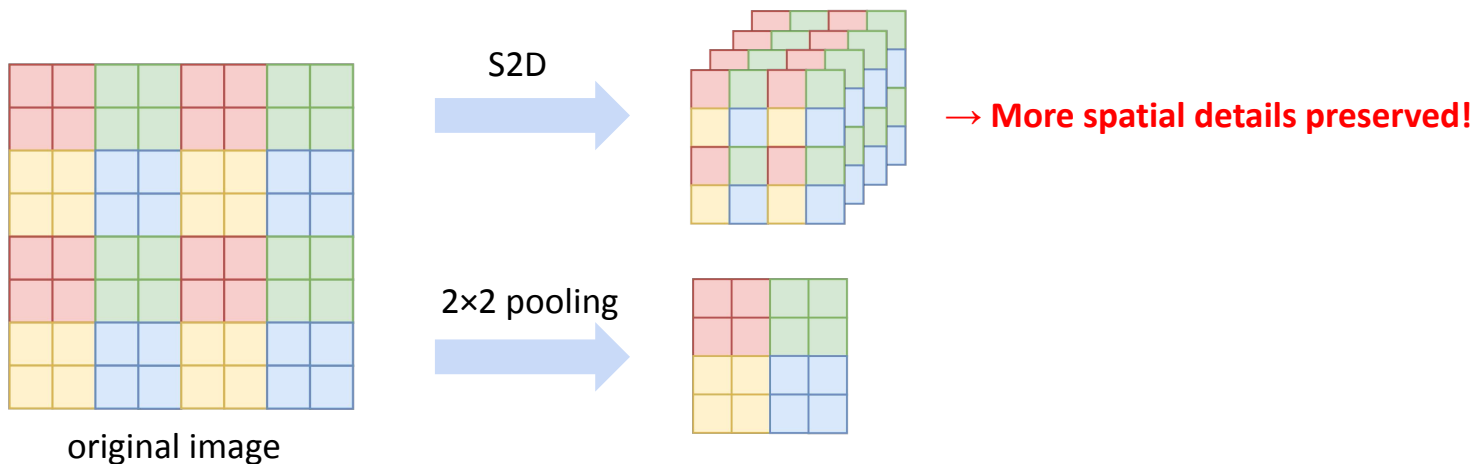 S2D
→ More spatial details preserved!
2×2 pooling
original image